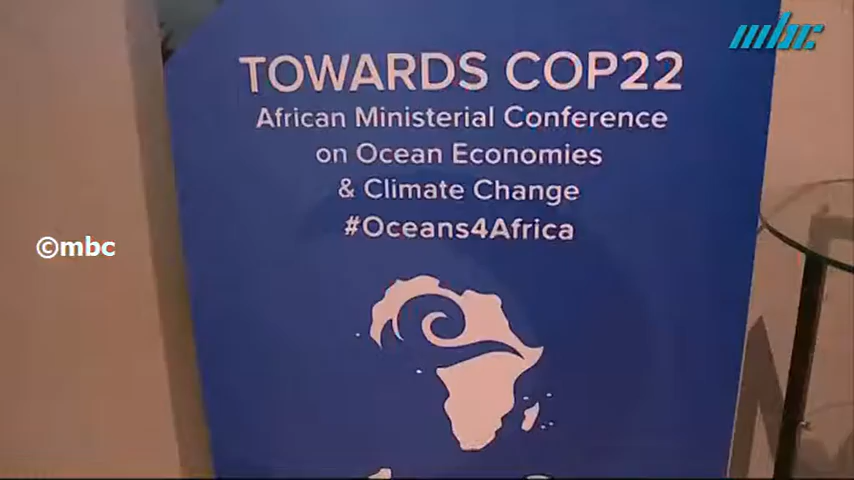 mbc
TOWARDS COP22
African Ministerial Conference
on Ocean Economies
& Climate Change
#Oceans4Africa
©mbc